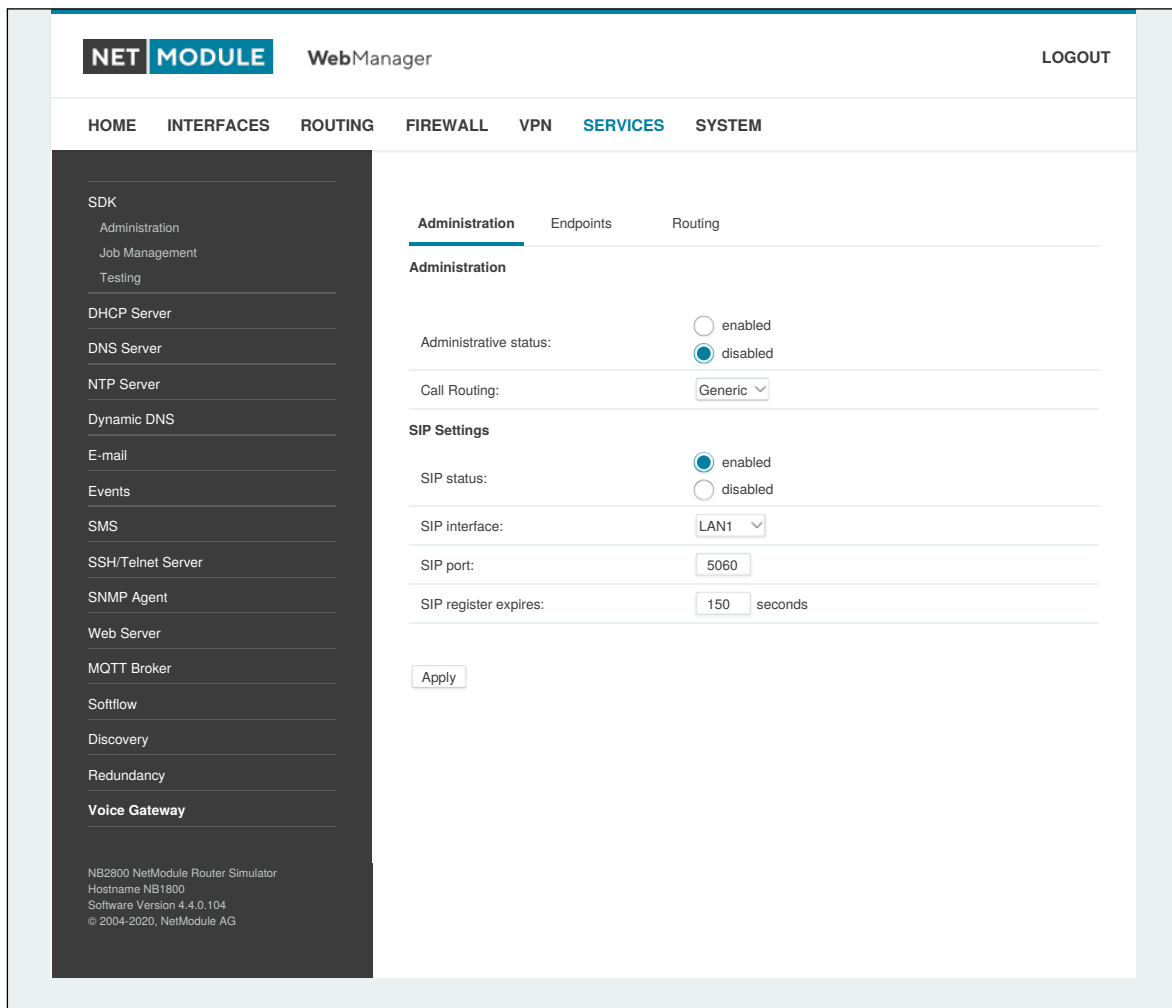 NET MODULE WebManager LOGOUT
HOME INTERFACES ROUTING FIREWALL VPN SERVICES SYSTEM
SDK
Administration
Job Management
Testing
DHCP Server
DNS Server
NTP Server
Dynamic DNS
E-mail
Events
SMS
SSH/Telnet Server
SNMP Agent
Web Server
MQTT Broker
Softflow
Discovery
Redundancy
Voice Gateway
NB2800 NetModule Router Simulator
Hostname NB1800
Software Version 4.4.0.104
© 2004-2020, NetModule AG
Administration Endpoints Routing
Administration
Administrative status:
enabled
disabled
Call Routing: Generic
SIP Settings
SIP status:
enabled
disabled
SIP interface: LAN1
SIP port: 5060
SIP register expires: 150 seconds
Apply